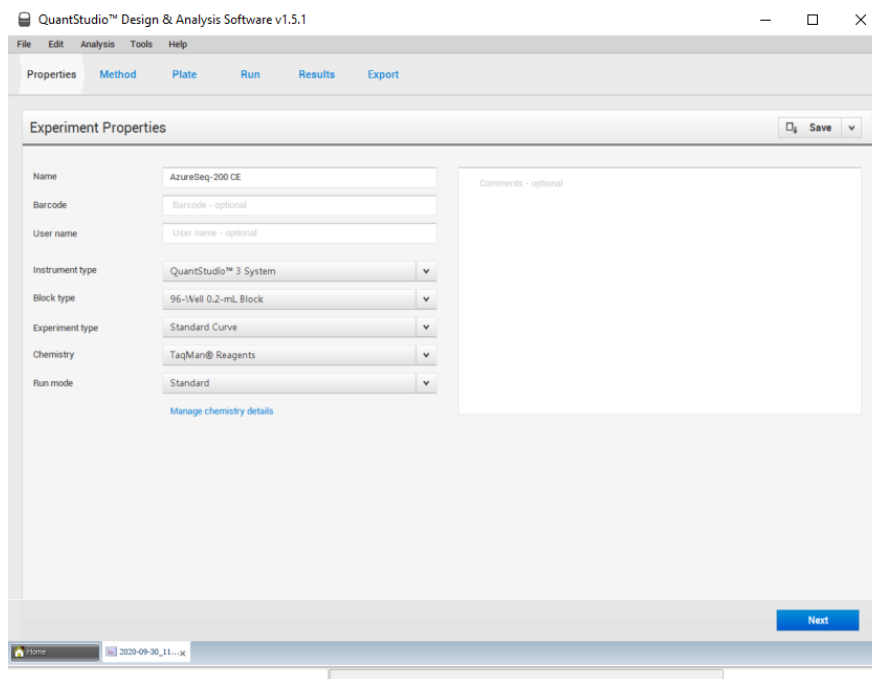 QuantStudio™ Design & Analysis Software v1.5.1
File Edit Analysis Tools Help
Properties Method Plate Run Results Export
Experiment Properties
Save
Name AzureSeq-200 CE
Comments - optional
Barcode Barcode - optional
User name User name - optional
Instrument type QuantStudio™ 3 System
Block type 96-Well 0.2-mL Block
Experiment type Standard Curve
Chemistry TaqMan® Reagents
Run mode Standard
Manage chemistry details
Next
Home 2020-09-30_11...